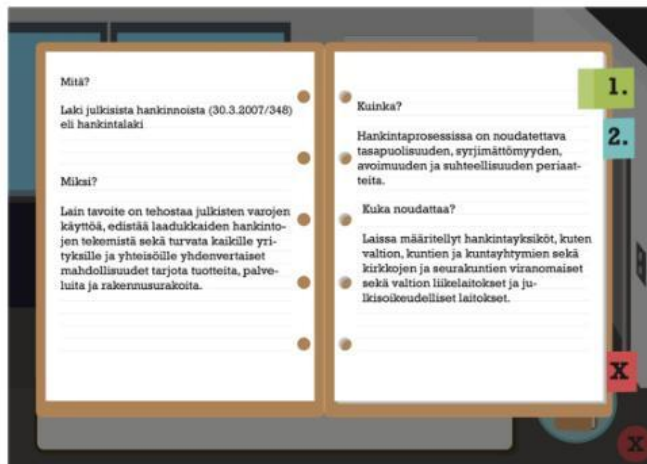 Mitä?
Laki julkisista hankinnoista (30.3.2007/348)
eli hankintalaki
Miksi?
Lain tavoite on tehostaa julkisten varojen
käyttöä, edistää laadukkaiden hankinto-
jen tekemistä sekä turvata kaikille yri-
tyksille ja yhteisöille yhdenvertaiset
mahdollisuudet tarjota tuotteita, palve-
luita ja rakennusurakoita.
Kuinka?
Hankintaprosessissa on noudatettava
tasapuolisuuden, syrjimättömyyden,
avoimuuden ja suhteellisuuden periaat-
teita.
Kuka noudattaa?
Laissa määritellyt hankintayksiköt, kuten
valtion, kuntien ja kuntayhtymien sekä
kirkkojen ja seurakuntien viranomaiset
sekä valtion liikelaitokset ja ju-
lkisoikeudelliset laitokset.
1.
2.
X
X